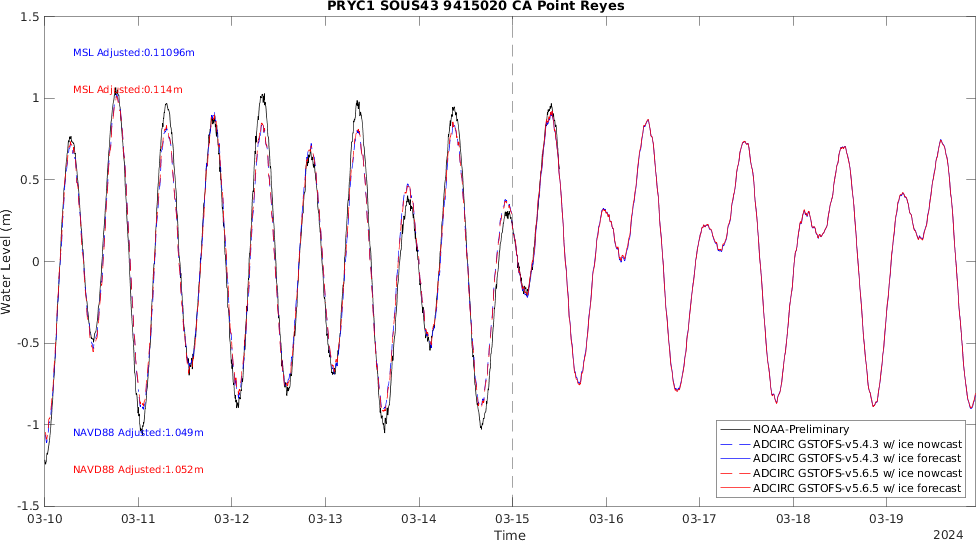 PRYC1 SOUS43 9415020 CA Point Reyes
1.5
MSL Adjusted:0.11096m
MSL Adjusted:0.114m
1
0.5
Water Level (m)
0
-0.5
-1
NAVD88 Adjusted:1.049m
NAVD88 Adjusted:1.052m
-1.5
NOAA-Preliminary
ADCIRC GSTOFS-v5.4.3 w/ ice nowcast
ADCIRC GSTOFS-v5.4.3 w/ ice forecast
ADCIRC GSTOFS-v5.6.5 w/ ice nowcast
ADCIRC GSTOFS-v5.6.5 w/ ice forecast
03-10 03-11 03-12 03-13 03-14 03-15 03-16 03-17 03-18 03-19
Time
2024